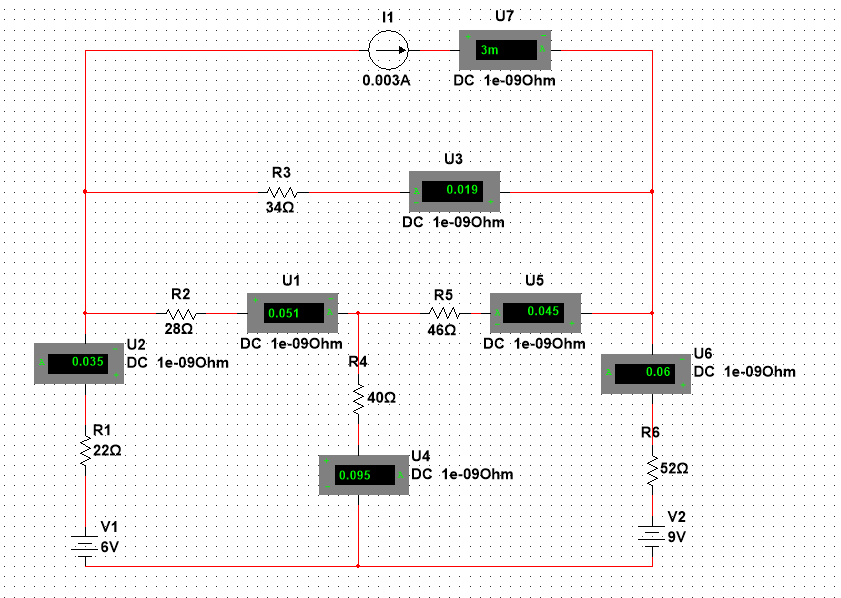 I1
U7
3m
0.003A
DC 1e-09Ohm
U3
R3
0.019
34Ω
DC 1e-09Ohm
U1
U5
R2
R5
0.051
0.045
28Ω
46Ω
DC 1e-09Ohm
DC 1e-09Ohm
U2
0.035
DC 1e-09Ohm
R4
U6
0.06
DC 1e-09Ohm
40Ω
R1
22Ω
R6
U4
0.095
DC 1e-09Ohm
52Ω
V1
6V
V2
9V